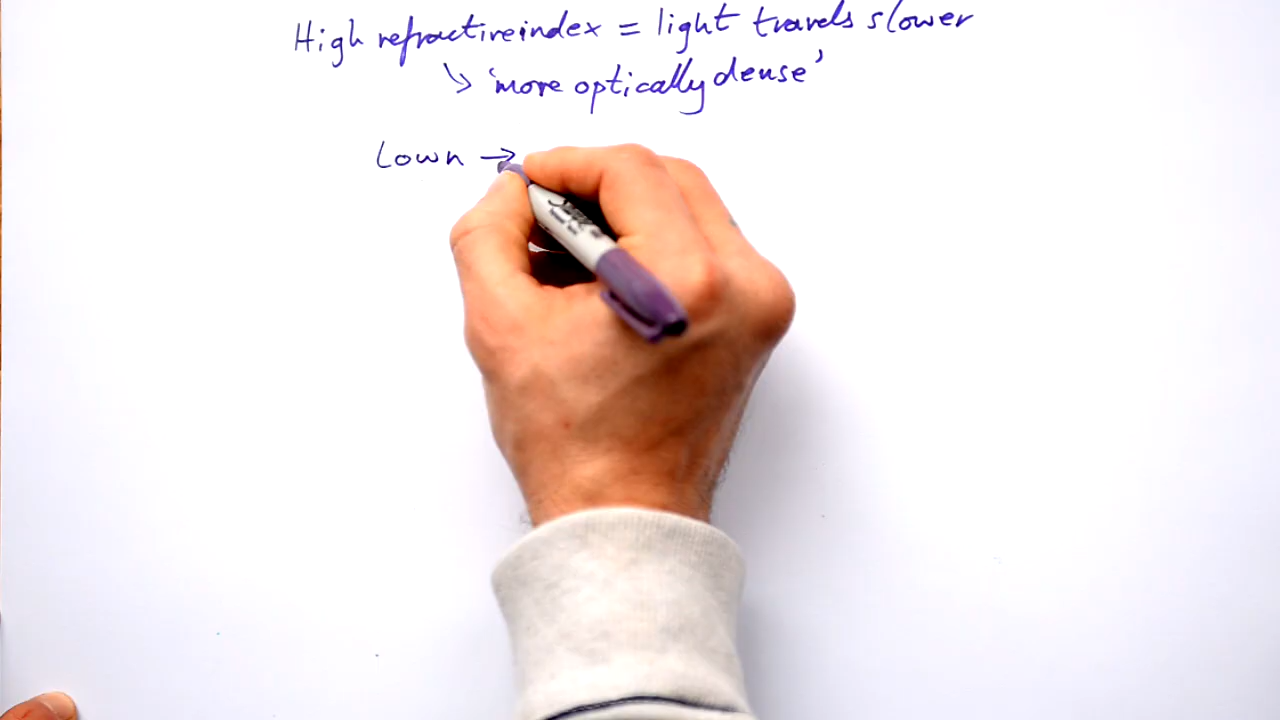 High refractive index = light travels slower
↳ 'more optically dense'
Low n →